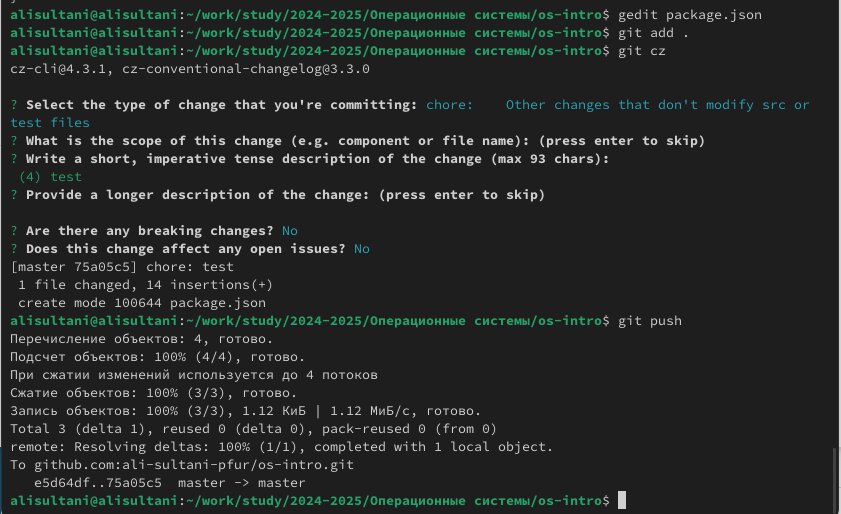 alisultani@alisultani:~/work/study/2024-2025/Операционные системы/os-intro$ gedit package.json
alisultani@alisultani:~/work/study/2024-2025/Операционные системы/os-intro$ git add .
alisultani@alisultani:~/work/study/2024-2025/Операционные системы/os-intro$ git cz
cz-cli@4.3.1, cz-conventional-changelog@3.3.0

? Select the type of change that you're committing: chore:    Other changes that don't modify src or
test files
? What is the scope of this change (e.g. component or file name): (press enter to skip)
? Write a short, imperative tense description of the change (max 93 chars):
 (4) test
? Provide a longer description of the change: (press enter to skip)

? Are there any breaking changes? No
? Does this change affect any open issues? No
[master 75a05c5] chore: test
 1 file changed, 14 insertions(+)
 create mode 100644 package.json
alisultani@alisultani:~/work/study/2024-2025/Операционные системы/os-intro$ git push
Перечисление объектов: 4, готово.
Подсчет объектов: 100% (4/4), готово.
При сжатии изменений используется до 4 потоков
Сжатие объектов: 100% (3/3), готово.
Запись объектов: 100% (3/3), 1.12 КиБ | 1.12 МиБ/с, готово.
Total 3 (delta 1), reused 0 (delta 0), pack-reused 0 (from 0)
remote: Resolving deltas: 100% (1/1), completed with 1 local object.
To github.com:ali-sultani-pfur/os-intro.git
   e5d64df..75a05c5  master -> master
alisultani@alisultani:~/work/study/2024-2025/Операционные системы/os-intro$